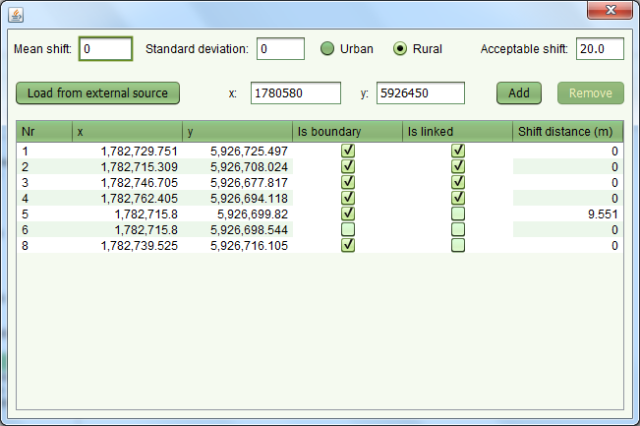 Mean shift: 0 Standard deviation: 0 Urban Rural Acceptable shift: 20.0
Load from external source x: 1780580 y: 5926450 Add Remove
Nr x y Is boundary Is linked Shift distance (m)
1 1,782,729.751 5,926,725.497 0
2 1,782,715.309 5,926,708.024 0
3 1,782,746.705 5,926,677.817 0
4 1,782,762.405 5,926,694.118 0
5 1,782,715.8 5,926,699.82 9.551
6 1,782,715.8 5,926,698.544 0
8 1,782,739.525 5,926,716.105 0